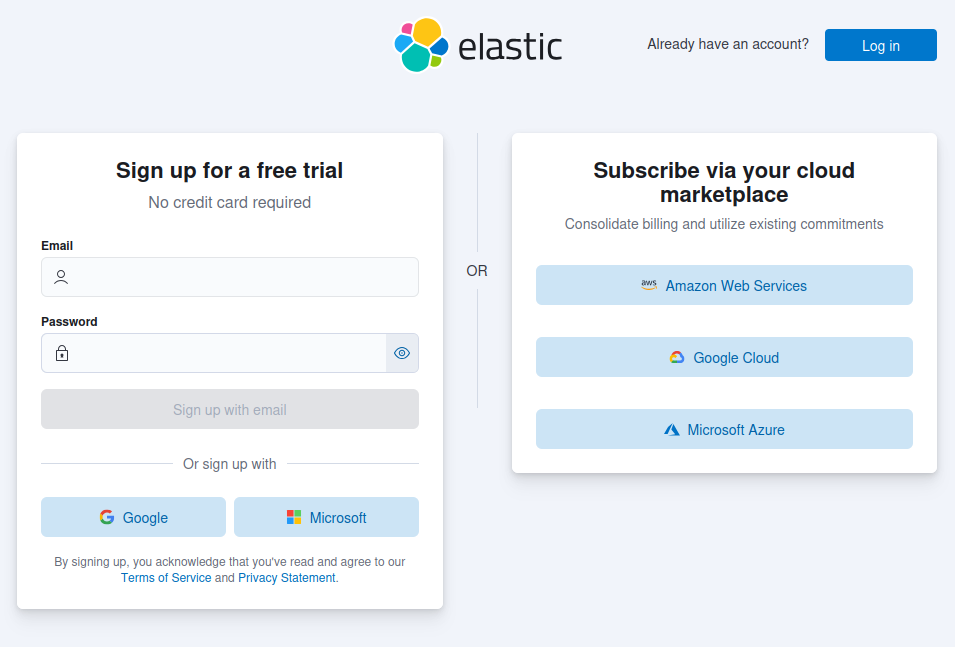 elastic
Already have an account?
Log in
Sign up for a free trial
No credit card required
Email
Password
Sign up with email
Or sign up with
Google
Microsoft
By signing up, you acknowledge that you've read and agree to our
Terms of Service and Privacy Statement.
OR
Subscribe via your cloud
marketplace
Consolidate billing and utilize existing commitments
aws Amazon Web Services
Google Cloud
Microsoft Azure